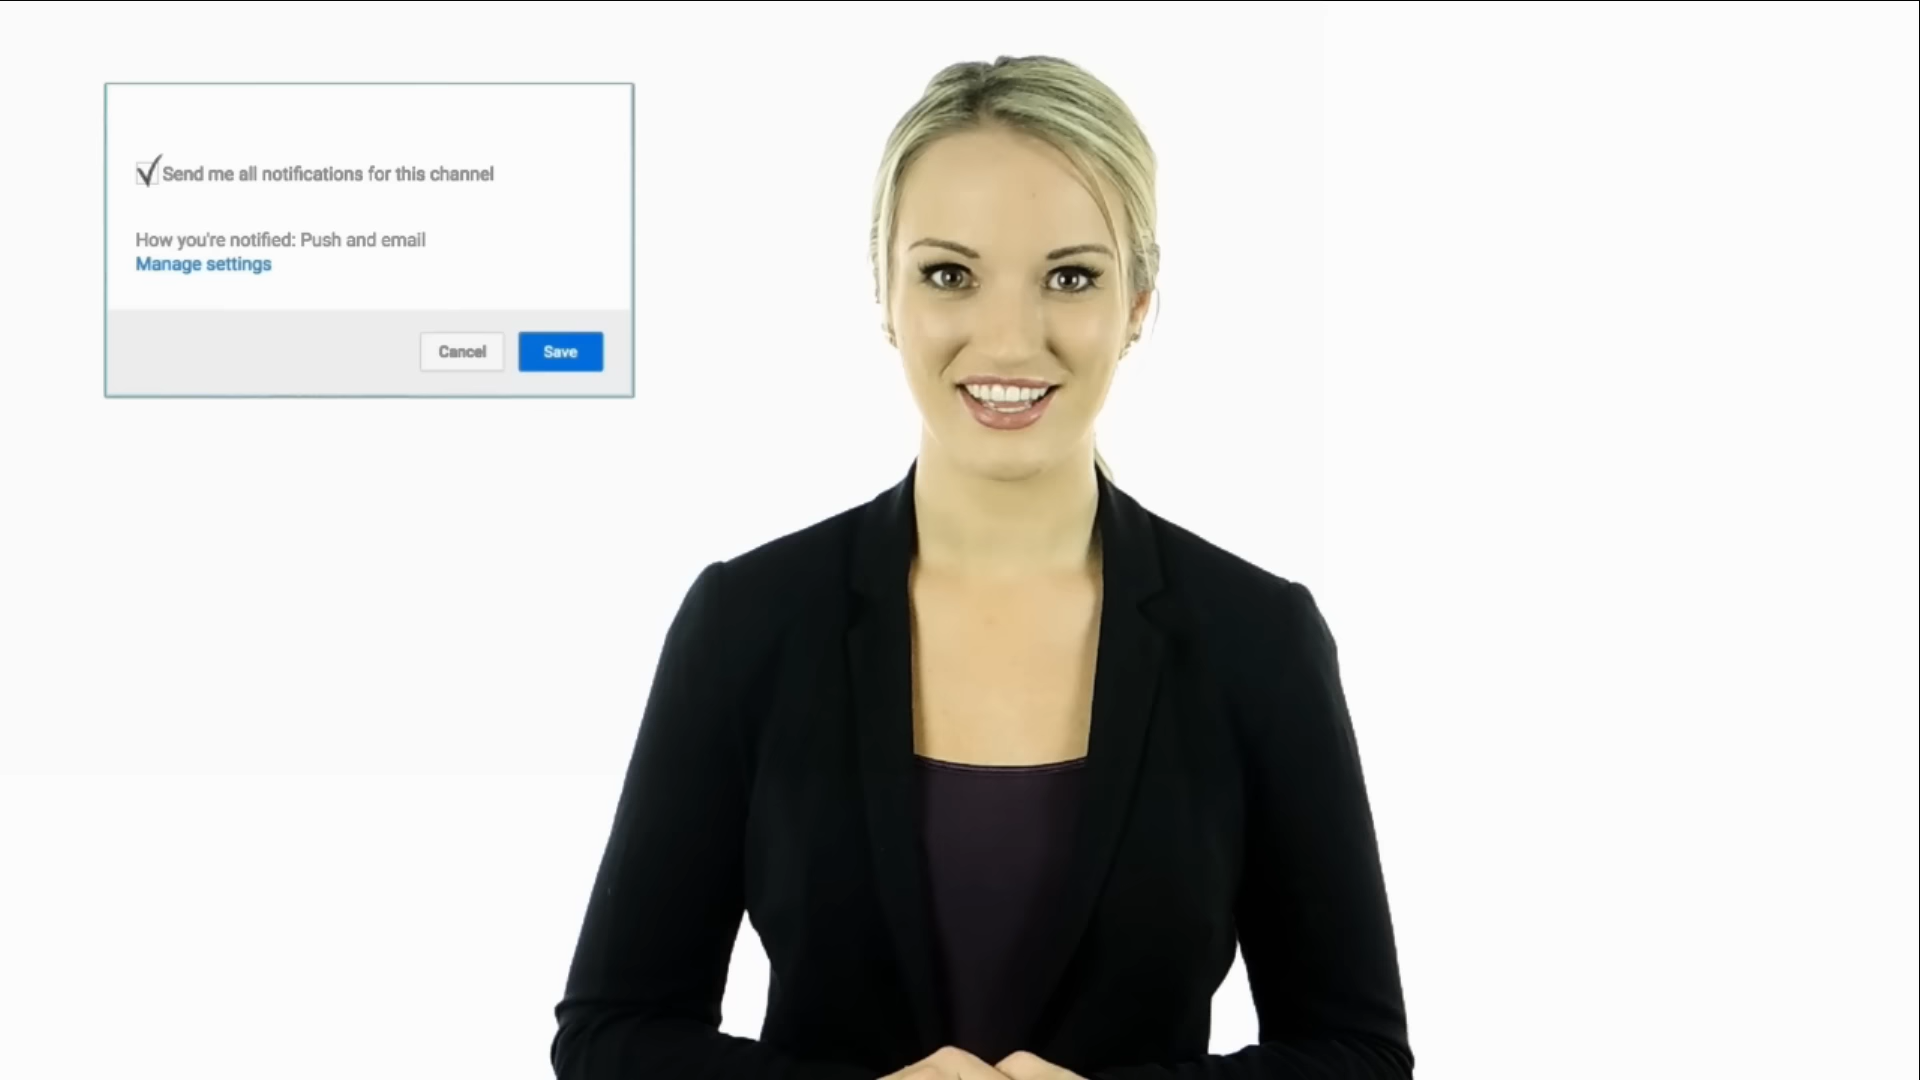 Send me all notifications for this channel
How you're notified: Push and email
Manage settings
Cancel
Save